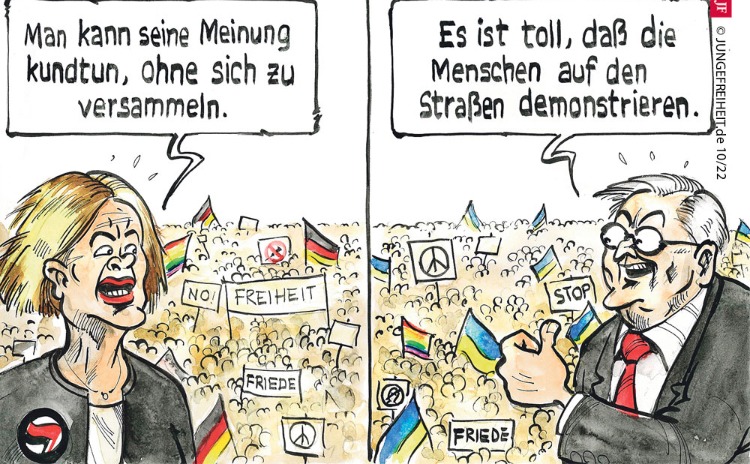 Man kann seine Meinung
kundtun, ohne sich zu
versammeln.
NO!
FREIHEIT
FRIEDE
Es ist toll, daß die
Menschen auf den
Straßen demonstrieren.
STOP
FRIEDE
JF
© JUNGEFREIHEIT.de 10/22